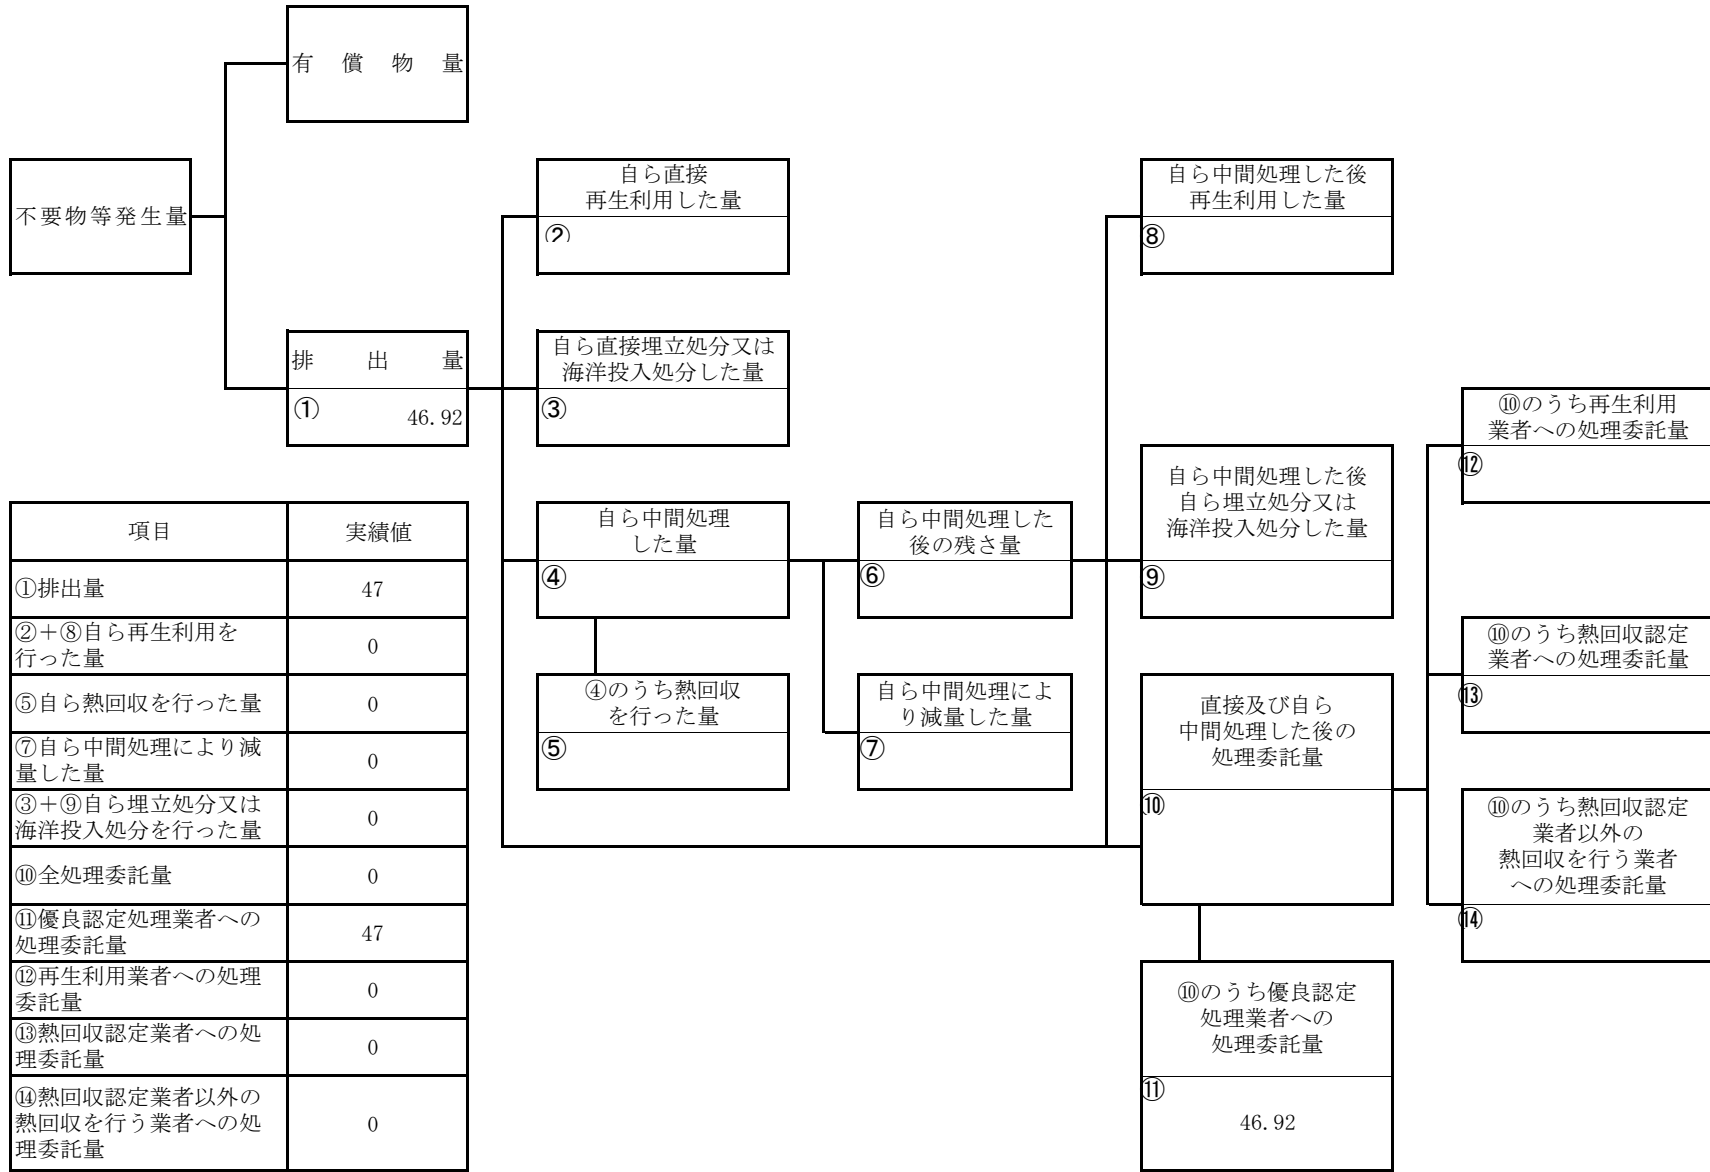 有償物量
不要物等発生量
排出量
①
46.92
自ら直接
再生利用した量
②
自ら直接埋立処分又は
海洋投入処分した量
③
自ら中間処理
した量
④
④のうち熱回収
を行った量
⑤
自ら中間処理した
後の残さ量
⑥
自ら中間処理によ
り減量した量
⑦
自ら中間処理した後
再生利用した量
⑧
自ら中間処理した後
自ら埋立処分又は
海洋投入処分した量
⑨
直接及び自ら
中間処理した後の
処理委託量
⑩
⑩のうち優良認定
処理業者への
処理委託量
⑪
46.92
⑩のうち再生利用
業者への処理委託量
⑫
⑩のうち熱回収認定
業者への処理委託量
⑬
⑩のうち熱回収認定
業者以外の
熱回収を行う業者
への処理委託量
⑭
項目 実績値
①排出量 47
②+⑧自ら再生利用を
行った量 0
⑤自ら熱回収を行った量 0
⑦自ら中間処理により減
量した量 0
③+⑨自ら埋立処分又は
海洋投入処分を行った量 0
⑩全処理委託量 0
⑪優良認定処理業者への
処理委託量 47
⑫再生利用業者への処理
委託量 0
⑬熱回収認定業者への処
理委託量 0
⑭熱回収認定業者以外の
熱回収を行う業者への処 0
理委託量